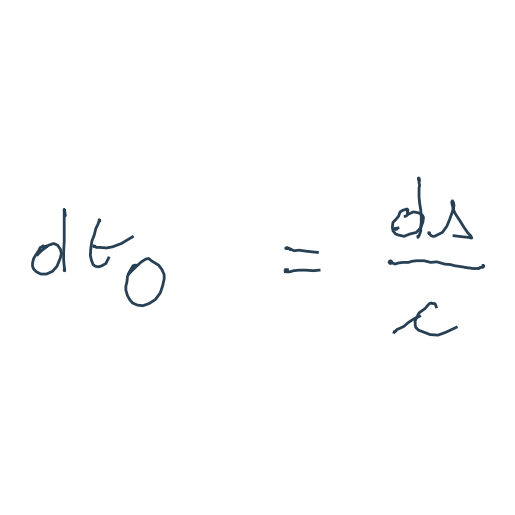 dt₀ = ds/c